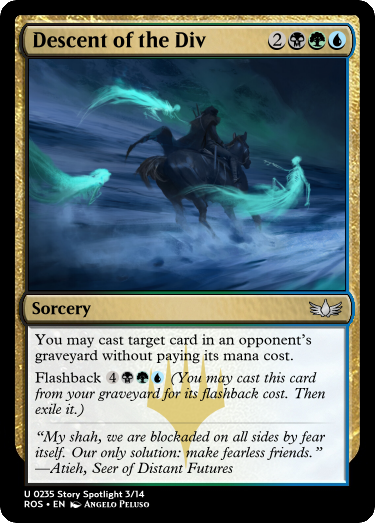 Descent of the Div 2
Sorcery
You may cast target card in an opponent's
graveyard without paying its mana cost.
Flashback 4 (You may cast this card
from your graveyard for its flashback cost. Then
exile it.)
"My shah, we are blockaded on all sides by fear
itself. Our only solution: make fearless friends."
—Atieh, Seer of Distant Futures
U 0235 Story Spotlight 3/14
ROS • EN Angelo Peluso